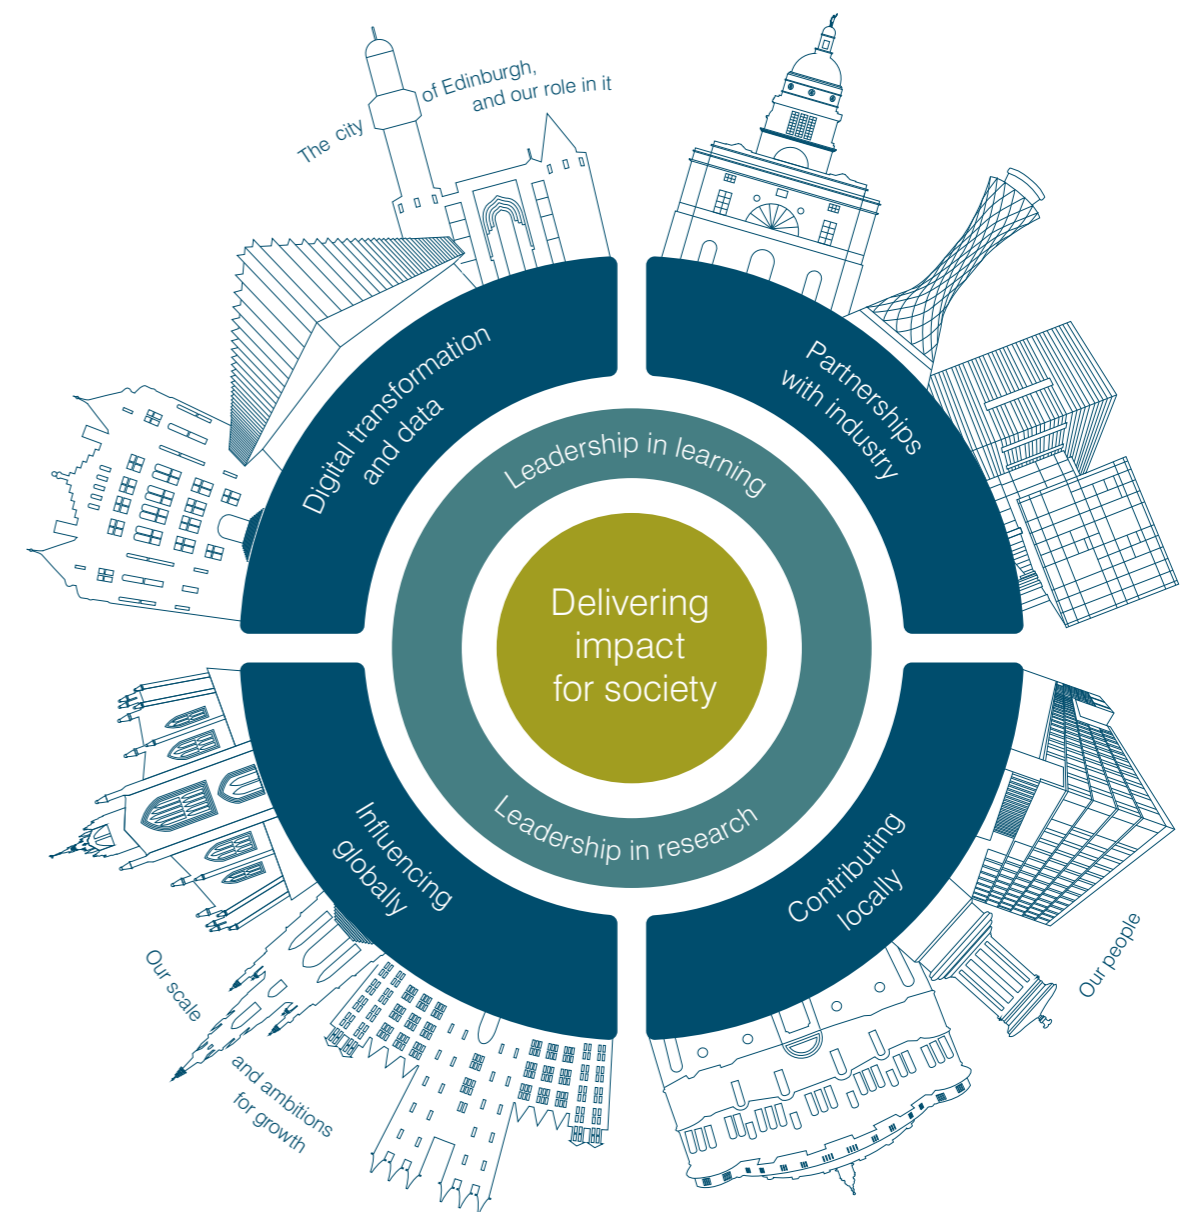 The city of Edinburgh,
and our role in it
Digital transformation
and data
Partnerships
with industry
Leadership in learning
Delivering
impact
for society
Leadership in research
Influencing
globally
Contributing
locally
Our scale
and ambitions
for growth
Our people